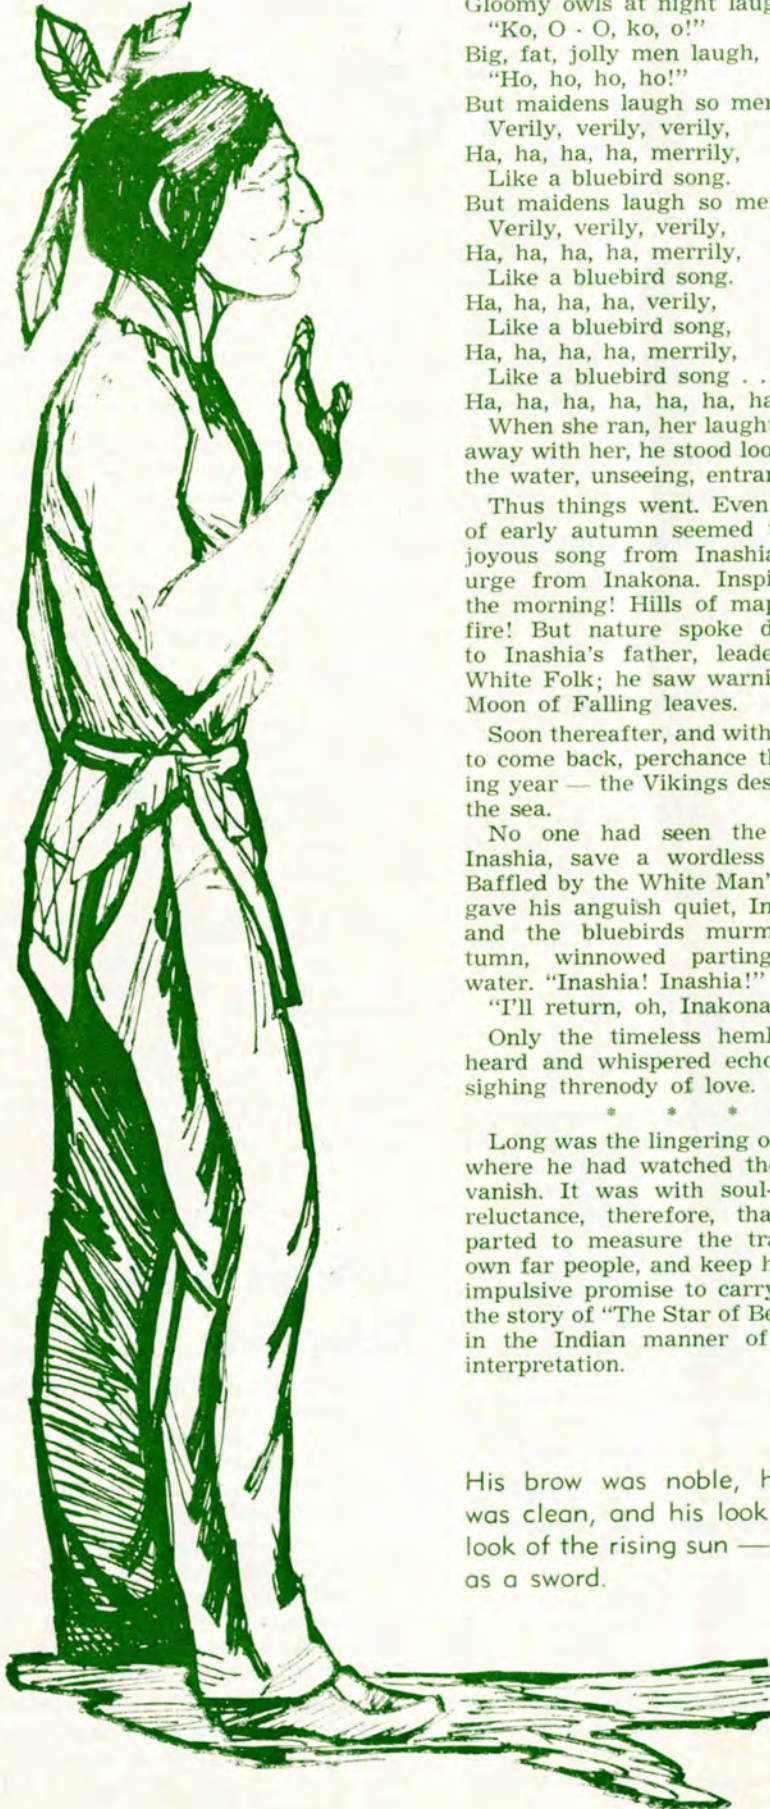 Gloomy owls at night laug
"Ko, O - O, ko, o!"
Big, fat, jolly men laugh,
"Ho, ho, ho, ho!"
But maidens laugh so mer
Verily, verily, verily,
Ha, ha, ha, ha, merrily,
Like a bluebird song.
But maidens laugh so me
Verily, verily, verily,
Ha, ha, ha, ha, merrily,
Like a bluebird song.
Ha, ha, ha, ha, verily,
Like a bluebird song,
Ha, ha, ha, ha, merrily,
Like a bluebird song . .
Ha, ha, ha, ha, ha, ha, ha
When she ran, her laught
away with her, he stood loo
the water, unseeing, entran
Thus things went. Even
of early autumn seemed
joyous song from Inashia
urge from Inakona. Inspi
the morning! Hills of map
fire! But nature spoke d
to Inashia's father, leade
White Folk; he saw warni
Moon of Falling leaves.
Soon thereafter, and with
to come back, perchance th
ing year — the Vikings des
the sea.
No one had seen the
Inashia, save a wordless
Baffled by the White Man'
gave his anguish quiet, In
and the bluebirds murm
tumn, winnowed parting
water. "Inashia! Inashia!"
"I'll return, oh, Inakona
Only the timeless heml
heard and whispered echo
sighing threnody of love.
* * *
Long was the lingering o
where he had watched the
vanish. It was with soul-
reluctance, therefore, tha
parted to measure the tra
own far people, and keep h
impulsive promise to carry
the story of "The Star of Be
in the Indian manner of
interpretation.
His brow was noble, h
was clean, and his look
look of the rising sun —
as a sword.